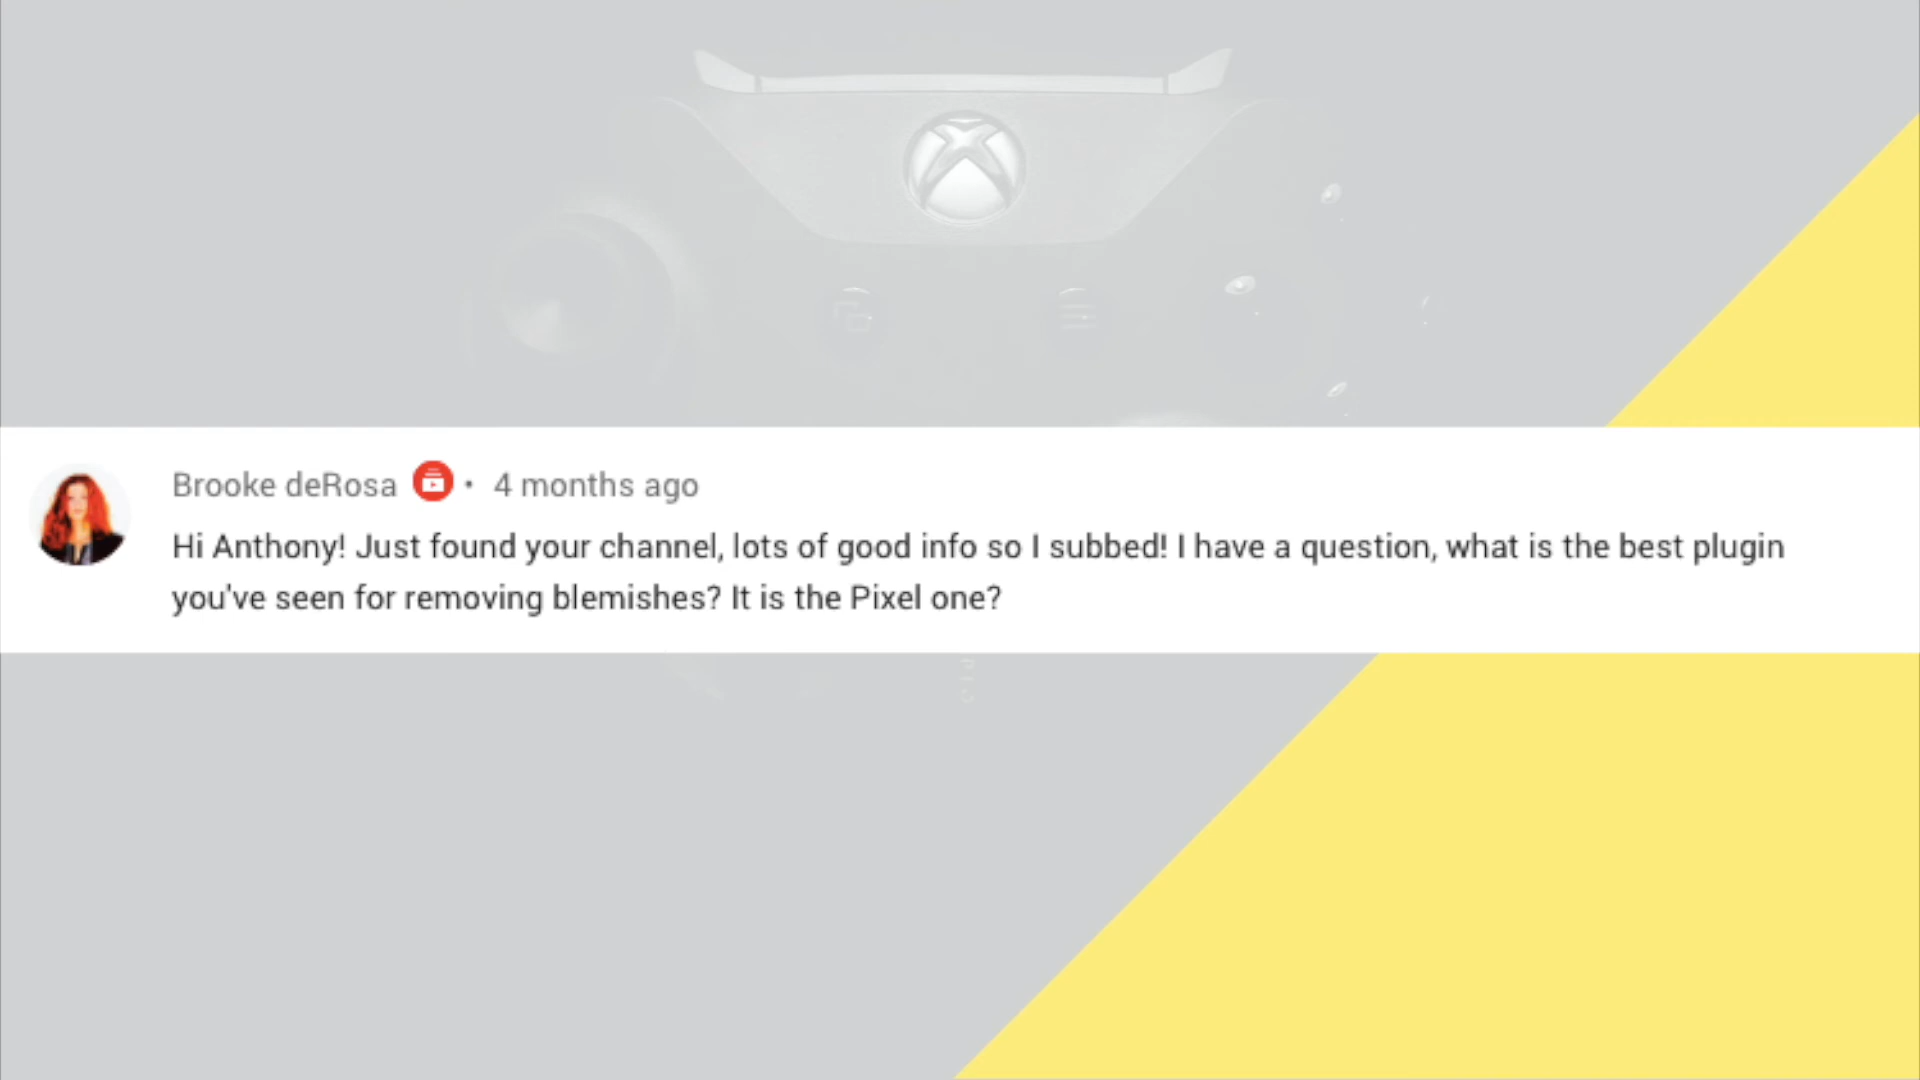 Brooke deRosa • 4 months ago
Hi Anthony! Just found your channel, lots of good info so I subbed! I have a question, what is the best plugin
you've seen for removing blemishes? It is the Pixel one?